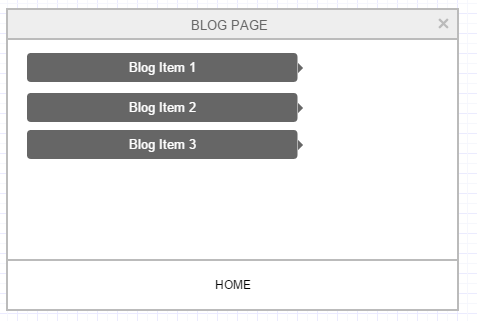 BLOG PAGE
Blog Item 1
Blog Item 2
Blog Item 3
HOME